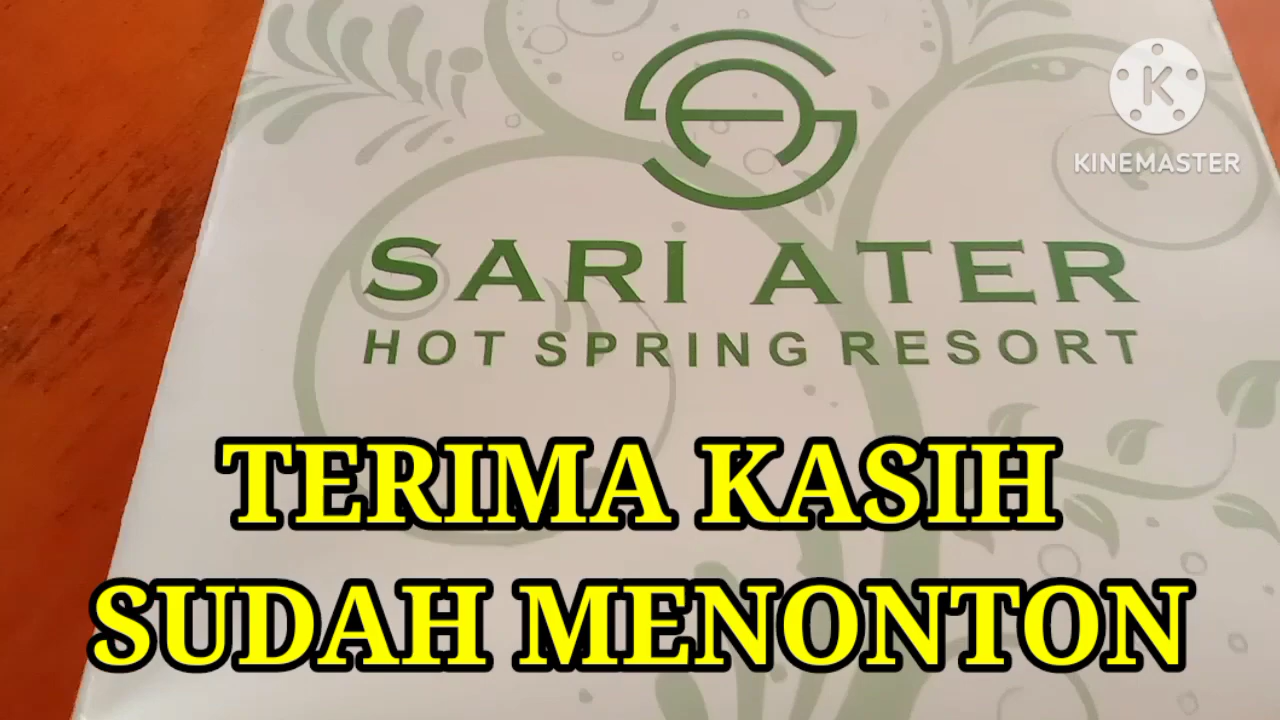 K
KINEMASTER
SARI ATER
HOT SPRING RESORT
TERIMA KASIH
SUDAH MENONTON